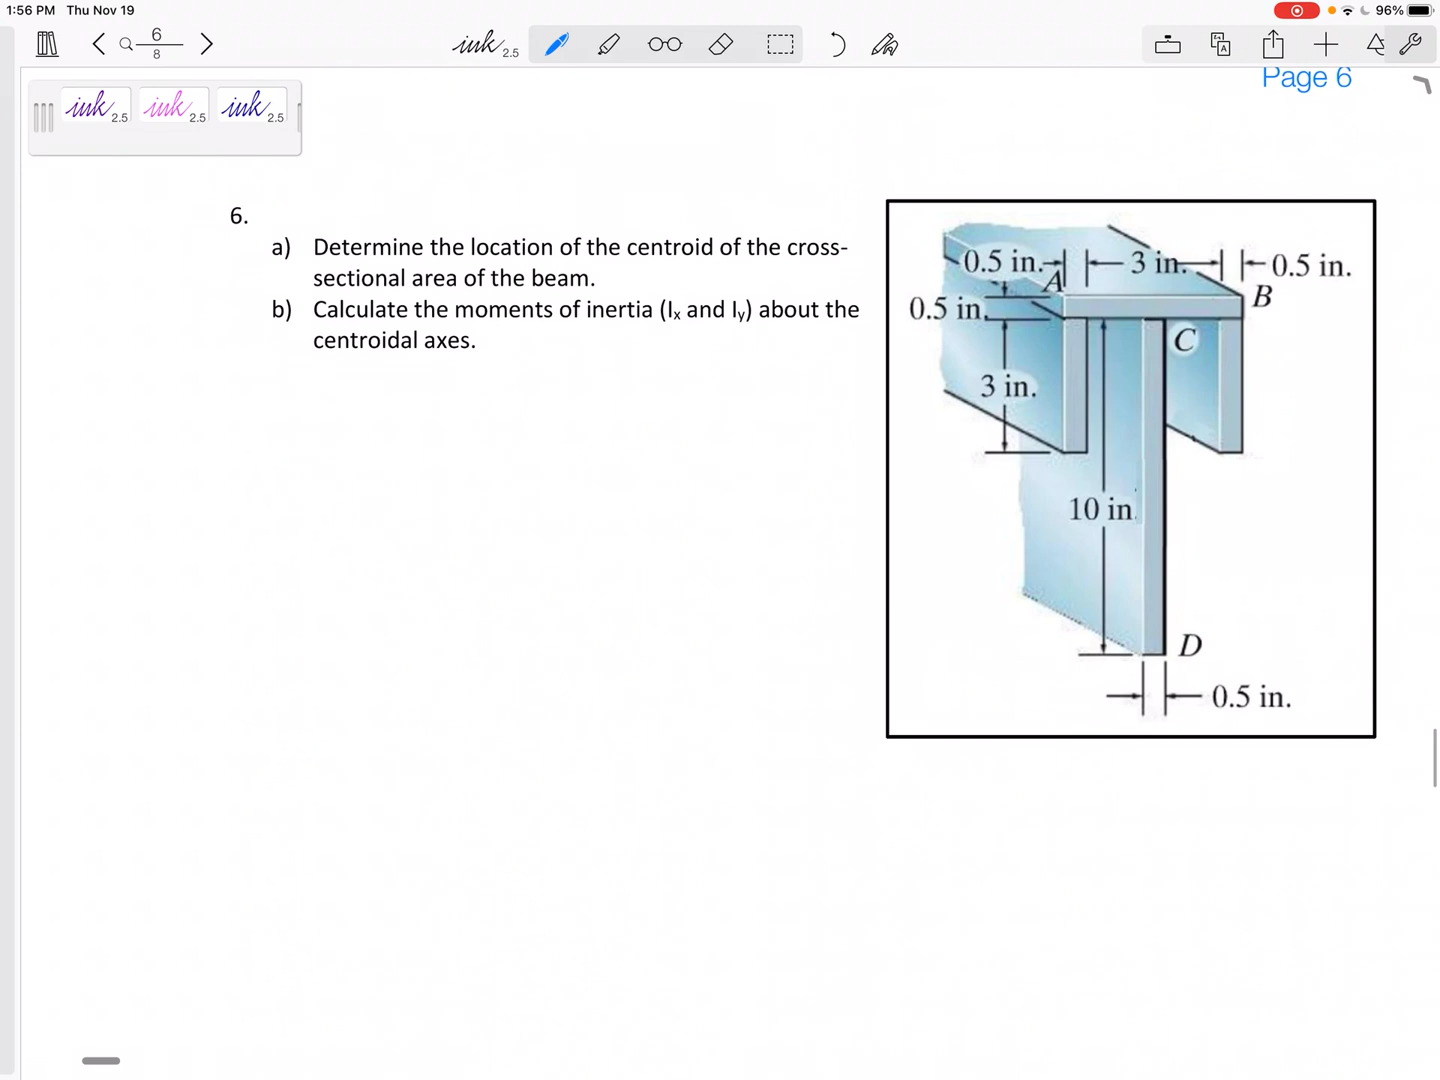 1:56 PM Thu Nov 19
96%
6
8
ink 2.5
Page 6
ink 2.5 ink 2.5 ink 2.5
6.
a) Determine the location of the centroid of the cross-
sectional area of the beam.
b) Calculate the moments of inertia (Ix and Iy) about the
centroidal axes.
0.5 in. 3 in. 0.5 in.
A B
0.5 in.
C
3 in.
10 in.
D
0.5 in.